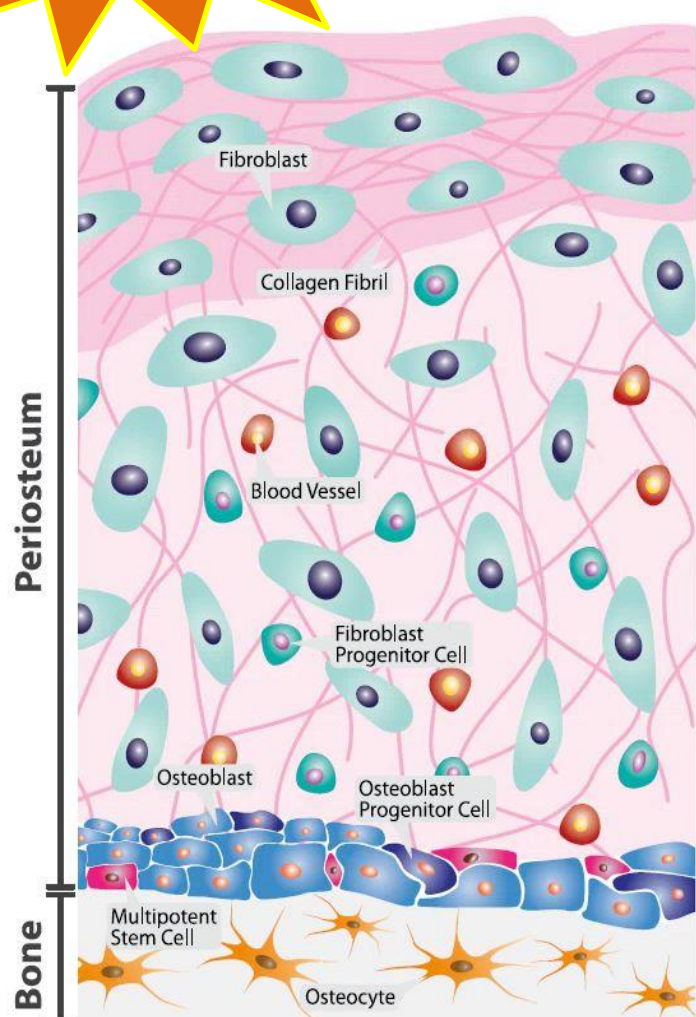 Fibroblast
Collagen Fibril
Periosteum
Blood Vessel
Fibroblast
Progenitor Cell
Osteoblast
Osteoblast
Progenitor Cell
Multipotent
Stem Cell
Bone
Osteocyte